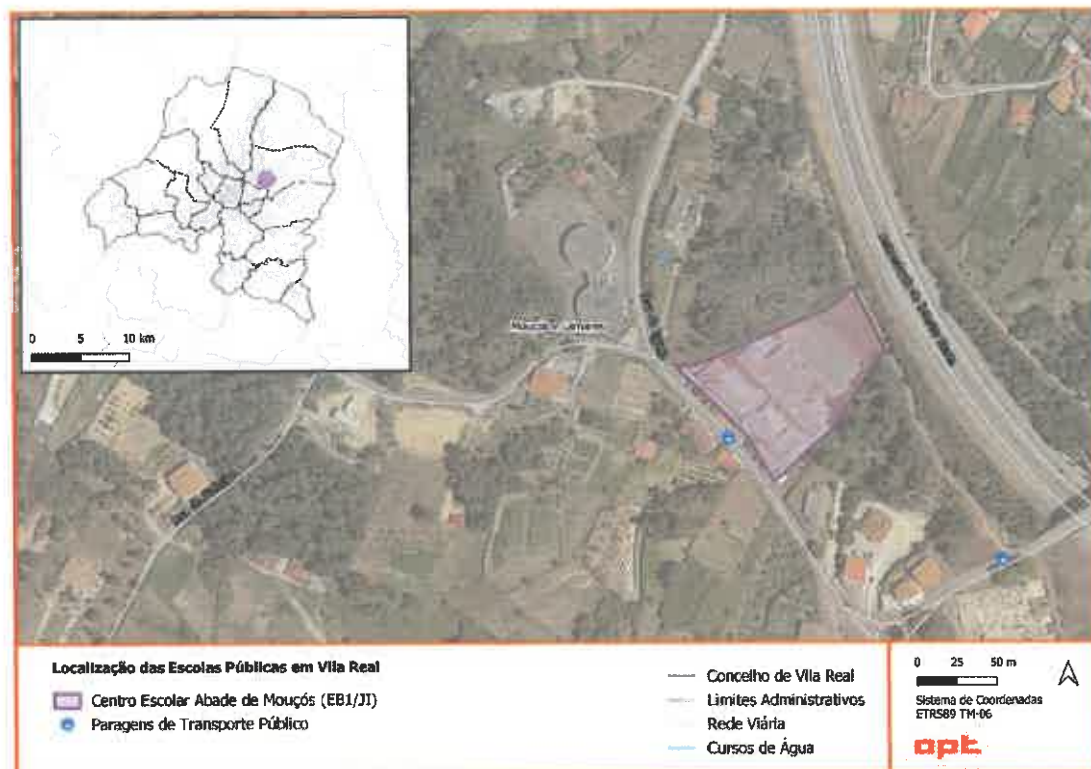 0 5 10 km
Localização das Escolas Públicas em Vila Real
Centro Escolar Abade de Mouçós (EB1/JI)
Paragens de Transporte Público
Concelho de Vila Real
Limites Administrativos
Rede Viária
Cursos de Água
0 25 50 m
Sistema de Coordenadas
ETRS89 TM-06
opt